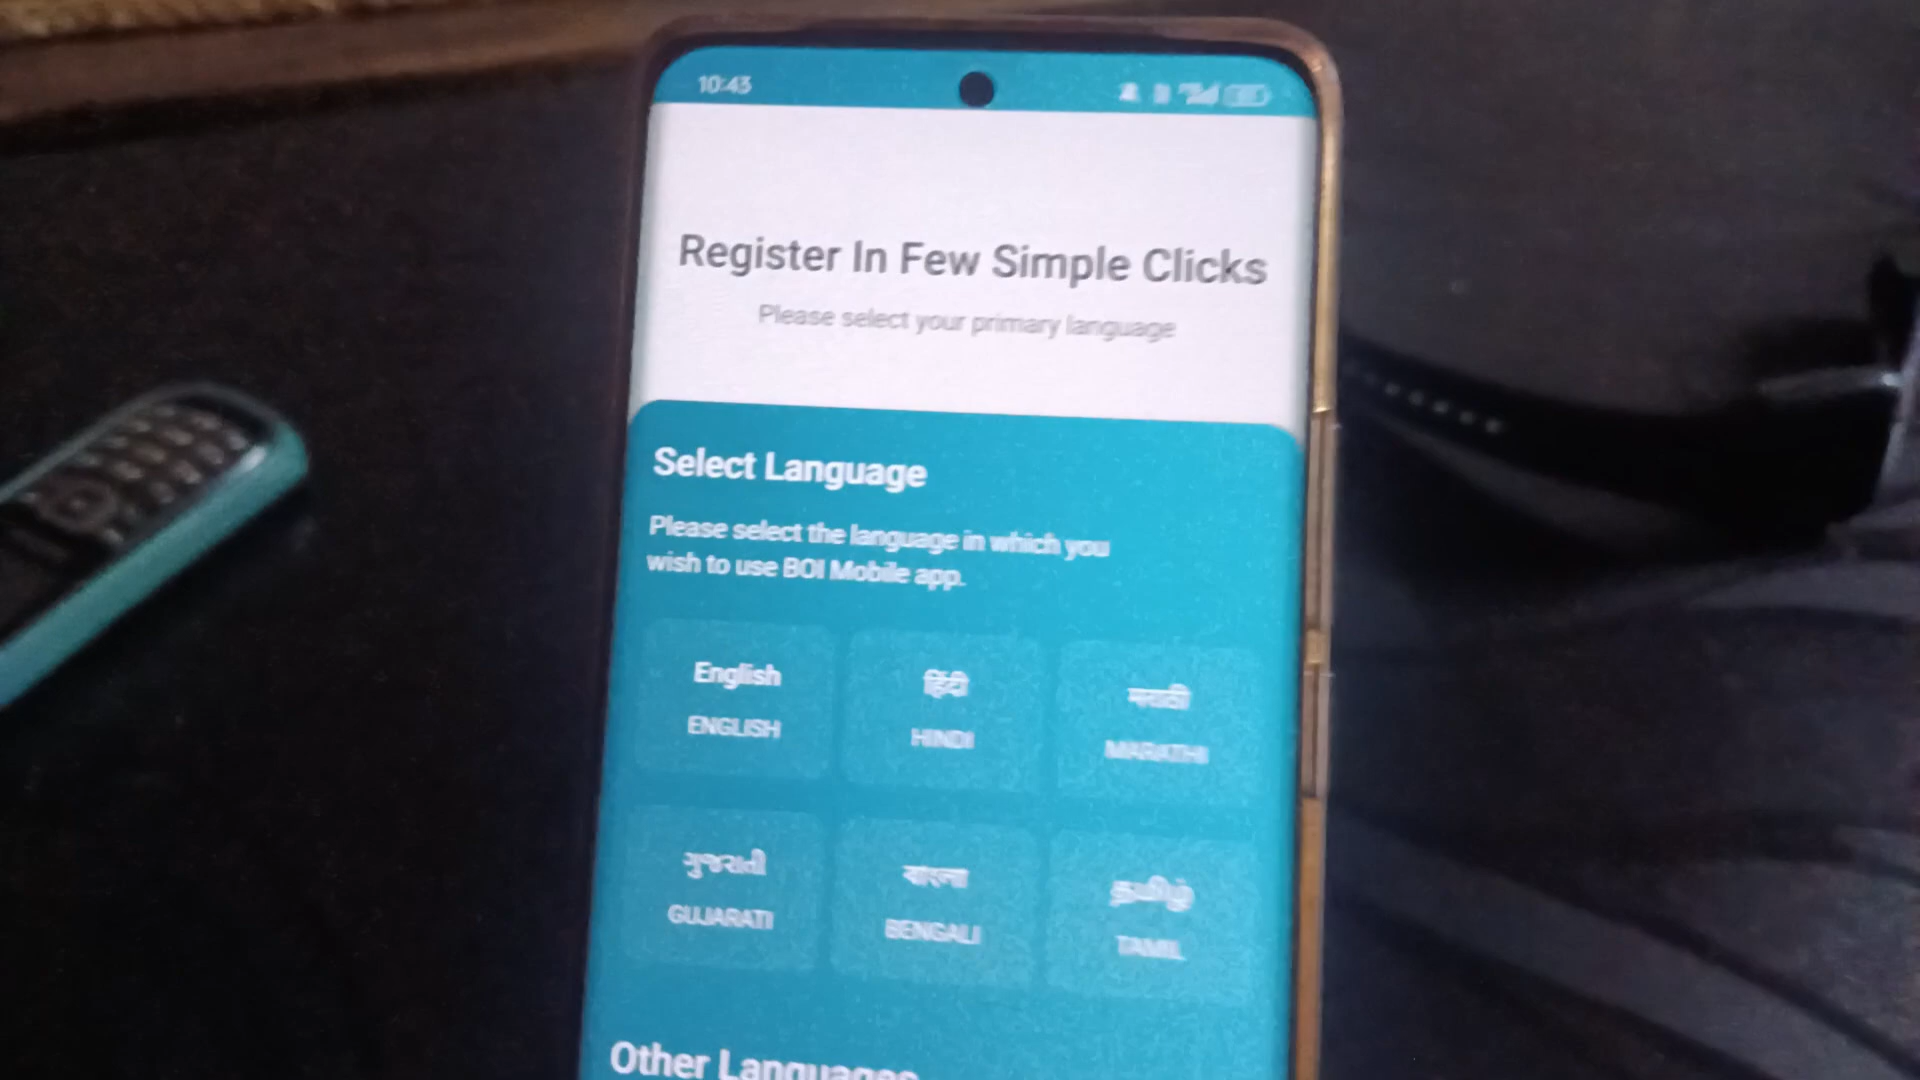 10:43
Register In Few Simple Clicks
Please select your primary language
Select Language
Please select the language in which you
wish to use BOI Mobile app.
English
ENGLISH
हिंदी
HINDI
मराठी
MARATHI
ગુજરાતી
GUJARATI
বাংলা
BENGALI
தமிழ்
TAMIL
Other Languages